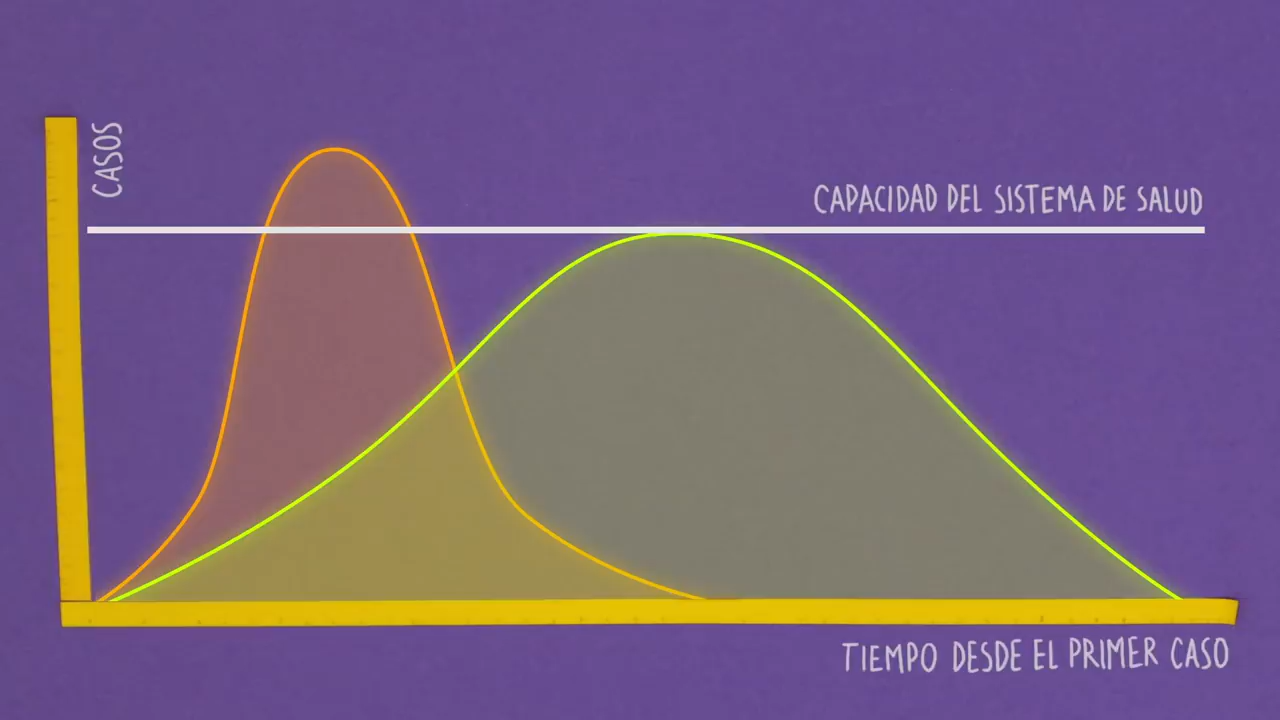 CASOS
CAPACIDAD DEL SISTEMA DE SALUD
TIEMPO DESDE EL PRIMER CASO